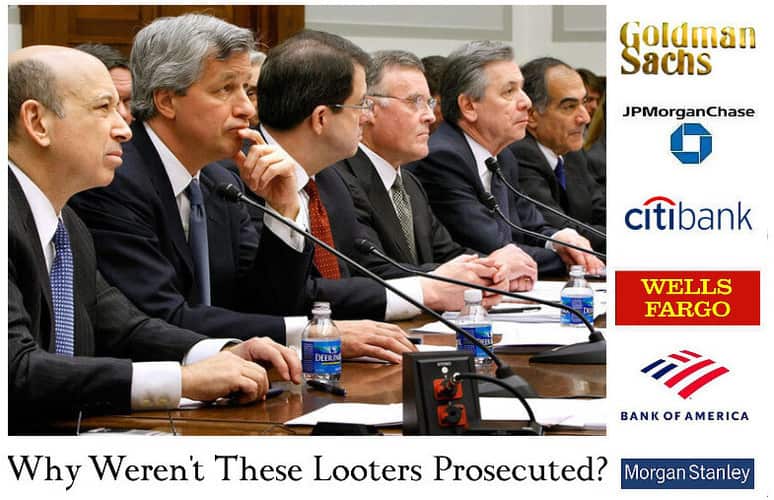 Goldman
Sachs
JPMorganChase
citibank
WELLS
FARGO
BANK OF AMERICA
Morgan Stanley
DEER PARK
Why Weren't These Looters Prosecuted?